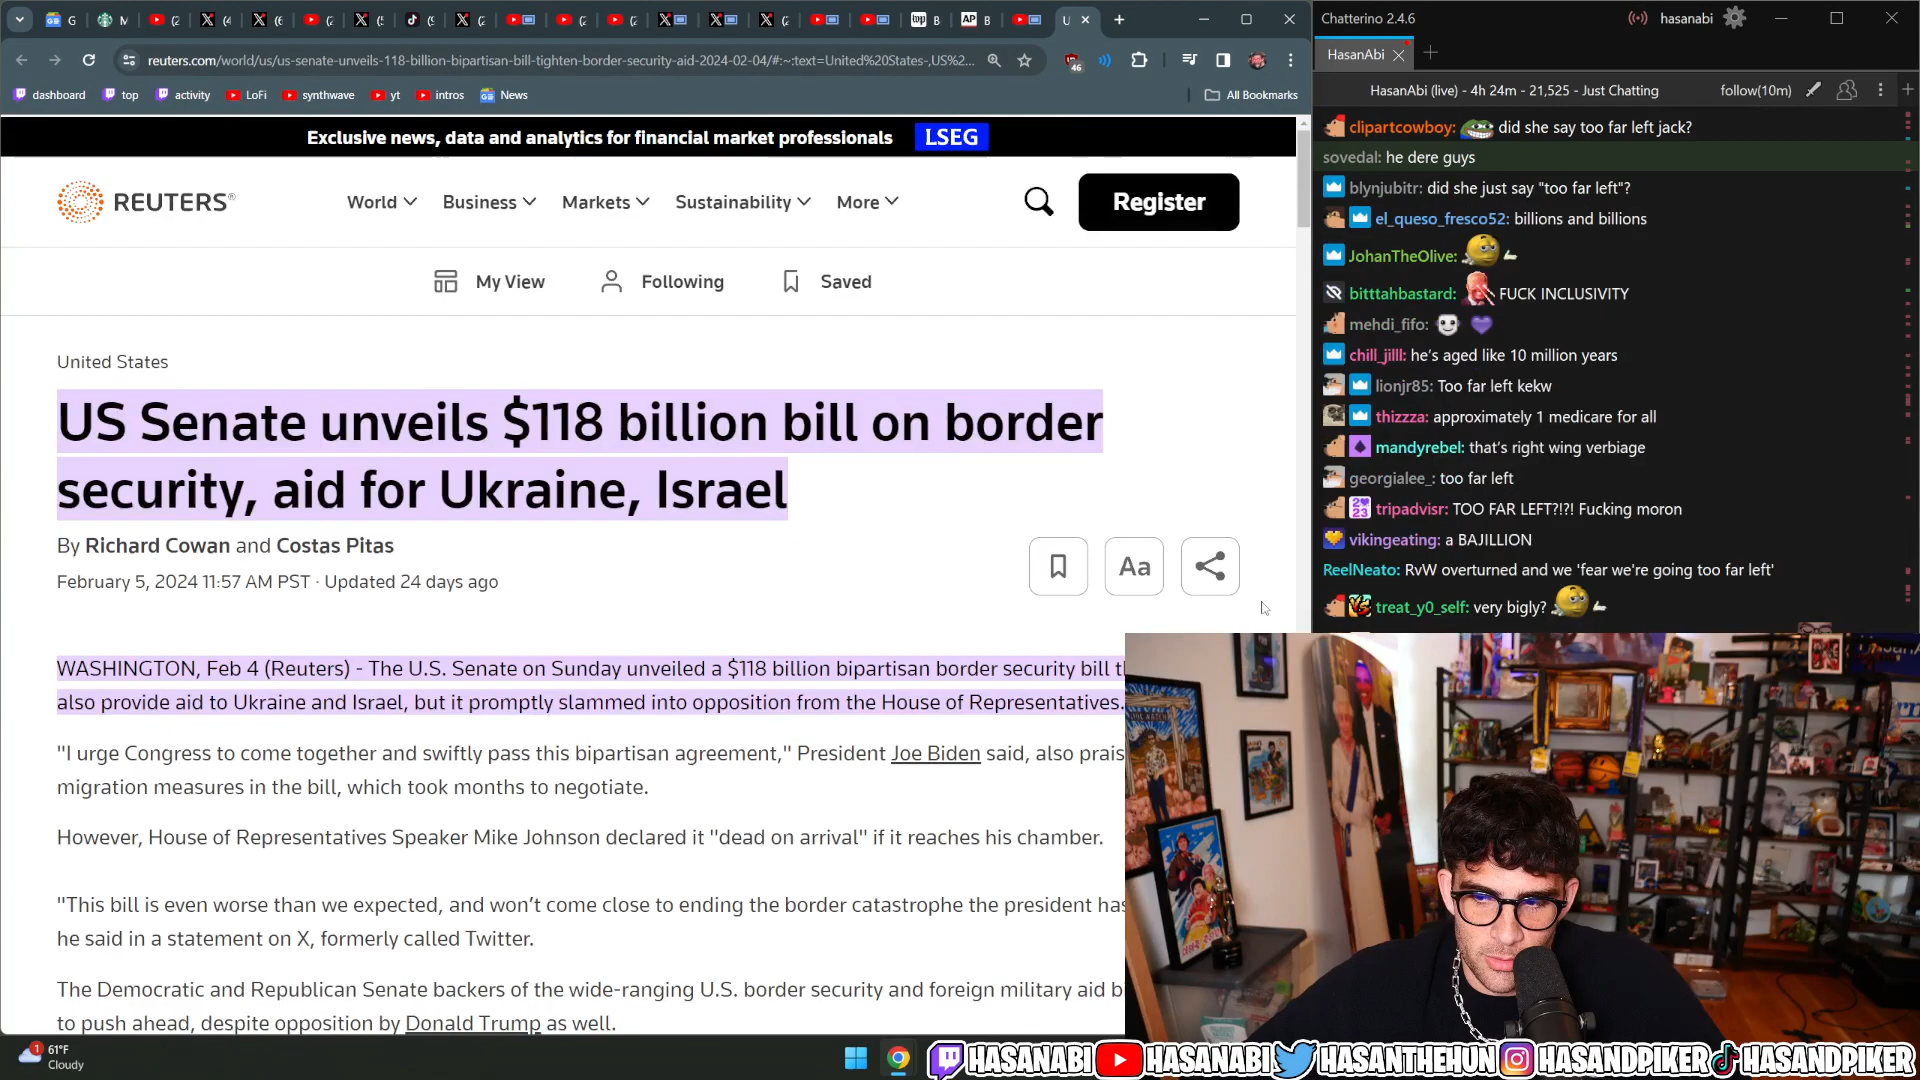 reuters.com/world/us/us-senate-unveils-118-billion-bipartisan-bill-tighten-border-security-aid-2024-02-04/#:~:text=United%20States-,US%2...
46
dashboard
top
activity
LoFi
synthwave
yt
intros
News
All Bookmarks
Exclusive news, data and analytics for financial market professionals LSEG
REUTERS®
World
Business
Markets
Sustainability
More
Register
My View
Following
Saved
United States
US Senate unveils $118 billion bill on border
security, aid for Ukraine, Israel
By Richard Cowan and Costas Pitas
February 5, 2024 11:57 AM PST · Updated 24 days ago
Aa
WASHINGTON, Feb 4 (Reuters) - The U.S. Senate on Sunday unveiled a $118 billion bipartisan border security bill
also provide aid to Ukraine and Israel, but it promptly slammed into opposition from the House of Representatives.
"I urge Congress to come together and swiftly pass this bipartisan agreement," President Joe Biden said, also
migration measures in the bill, which took months to negotiate.
However, House of Representatives Speaker Mike Johnson declared it "dead on arrival" if it reaches his chamber.
"This bill is even worse than we expected, and won't come close to ending the border catastrophe the president has
he said in a statement on X, formerly called Twitter.
The Democratic and Republican Senate backers of the wide-ranging U.S. border security and foreign military aid
to push ahead, despite opposition by Donald Trump as well.
1
61°F
Cloudy
Chatterino 2.4.6
hasanabi
HasanAbi
HasanAbi (live) - 4h 24m - 21,525 - Just Chatting
follow(10m)
clipartcowboy: did she say too far left jack?
sovedal: he dere guys
blynjubitr: did she just say "too far left"?
el_queso_fresco52: billions and billions
JohanTheOlive:
bitttahbastard: FUCK INCLUSIVITY
mehdi_fifo:
chill_jilll: he's aged like 10 million years
lionjr85: Too far left kekw
thizzza: approximately 1 medicare for all
mandyrebel: that's right wing verbiage
georgialee_: too far left
tripadvisr: TOO FAR LEFT?!?! Fucking moron
vikingeating: a BAJILLION
ReelNeato: RvW overturned and we 'fear we're going too far left'
treat_y0_self: very bigly?
HASANABI
HASANABI
HASANTHEHUN
HASANDPIKER
HASANDPIKER